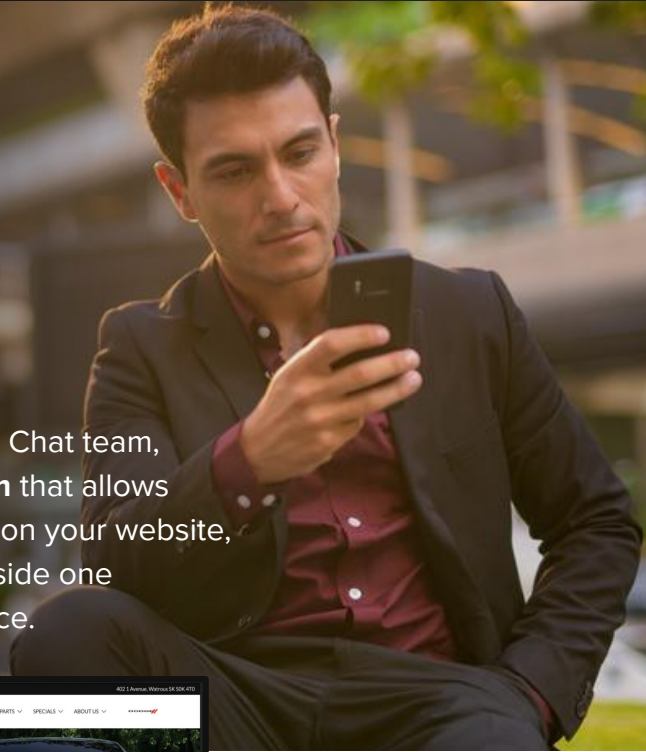 Chat team,
n that allows
on your website,
side one
ce.
402 1 Avenue, Watrous SK S0K 4T0
PARTS SPECIALS ABOUT US